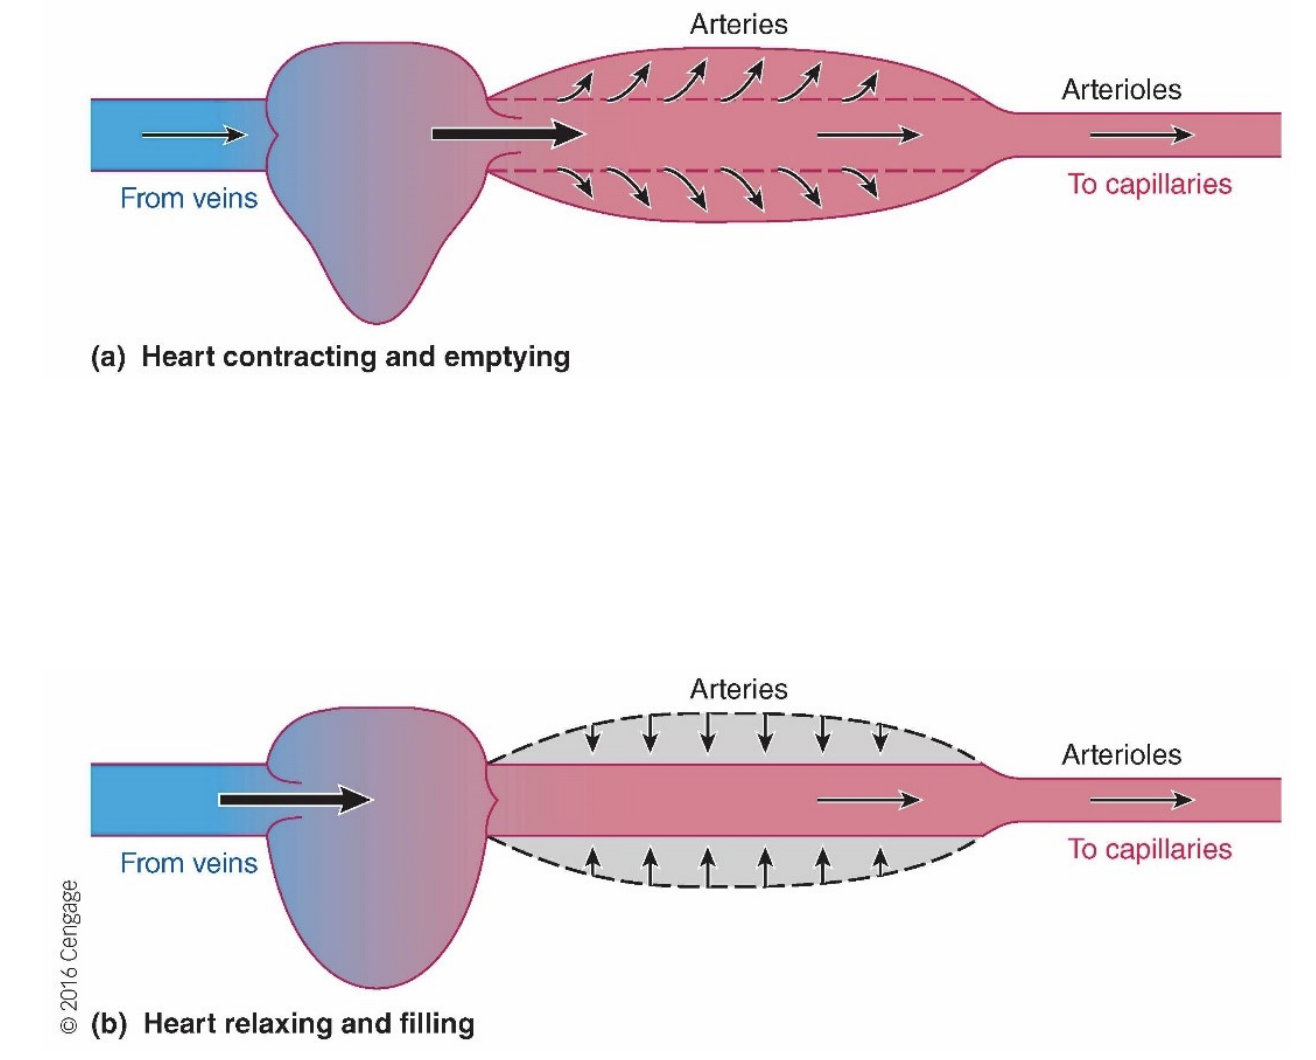 Arteries
Arterioles
From veins
To capillaries
(a) Heart contracting and emptying
Arteries
Arterioles
From veins
To capillaries
© 2016 Cengage
(b) Heart relaxing and filling